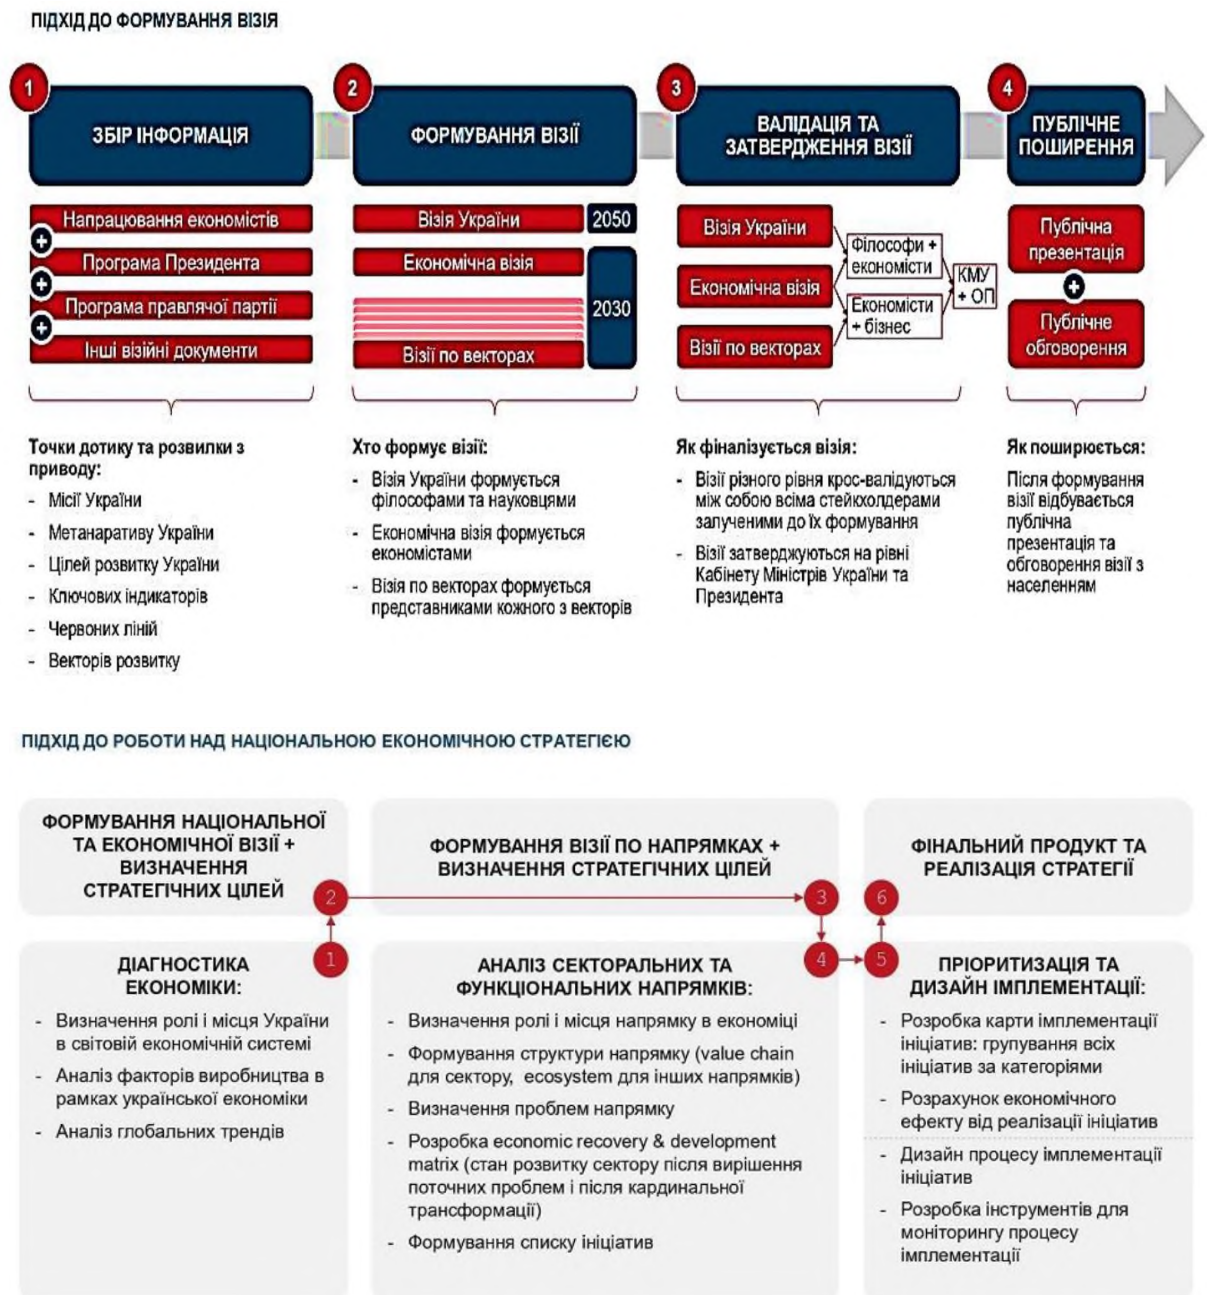 ПІДХІД ДО ФОРМУВАННЯ ВІЗІЯ
1
ЗБІР ІНФОРМАЦІЯ
2
ФОРМУВАННЯ ВІЗІЇ
3
ВАЛІДАЦІЯ ТА
ЗАТВЕРДЖЕННЯ ВІЗІЇ
4
ПУБЛІЧНЕ
ПОШИРЕННЯ
Напрацювання економістів
+
Програма Президента
+
Програма правлячої партії
+
Інші візійні документи
Візія України
2050
Економічна візія
2030
Візії по векторах
Візія України
Економічна візія
Візії по векторах
Філософи +
економісти
Економісти
+ бізнес
КМУ
+ ОП
Публічна
презентація
+
Публічне
обговорення
Точки дотику та розвилки з
приводу:
- Місії України
- Метанаративу України
- Цілей розвитку України
- Ключових індикаторів
- Червоних ліній
- Векторів розвитку
Хто формує візії:
- Візія України формується
філософами та науковцями
- Економічна візія формується
економістами
- Візія по векторах формується
представниками кожного з векторів
Як фіналізується візія:
- Візії різного рівня крос-валідуються
між собою всіма стейкхолдерами
залученими до їх формування
- Візії затверджуються на рівні
Кабінету Міністрів України та
Президента
Як поширюється:
Після формування
візії відбувається
публічна
презентація та
обговорення візії з
населенням
ПІДХІД ДО РОБОТИ НАД НАЦІОНАЛЬНОЮ ЕКОНОМІЧНОЮ СТРАТЕГІЄЮ
ФОРМУВАННЯ НАЦІОНАЛЬНОЇ
ТА ЕКОНОМІЧНОЇ ВІЗІЇ +
ВИЗНАЧЕННЯ
СТРАТЕГІЧНИХ ЦІЛЕЙ
2
ФОРМУВАННЯ ВІЗІЇ ПО НАПРЯМКАХ +
ВИЗНАЧЕННЯ СТРАТЕГІЧНИХ ЦІЛЕЙ
3
ФІНАЛЬНИЙ ПРОДУКТ ТА
РЕАЛІЗАЦІЯ СТРАТЕГІЇ
6
ДІАГНОСТИКА
ЕКОНОМІКИ:
1
- Визначення ролі і місця України
в світовій економічній системі
- Аналіз факторів виробництва в
рамках української економіки
- Аналіз глобальних трендів
АНАЛІЗ СЕКТОРАЛЬНИХ ТА
ФУНКЦІОНАЛЬНИХ НАПРЯМКІВ:
4
- Визначення ролі і місця напрямку в економіці
- Формування структури напрямку (value chain
для сектору, ecosystem для інших напрямків)
- Визначення проблем напрямку
- Розробка economic recovery & development
matrix (стан розвитку сектору після вирішення
поточних проблем і після кардинальної
трансформації)
- Формування списку ініціатив
5
ПРІОРИТИЗАЦІЯ ТА
ДИЗАЙН ІМПЛЕМЕНТАЦІЇ:
- Розробка карти імплементації
ініціатив: групування всіх
ініціатив за категоріями
- Розрахунок економічного
ефекту від реалізації ініціатив
- Дизайн процесу імплементації
ініціатив
- Розробка інструментів для
моніторингу процесу
імплементації